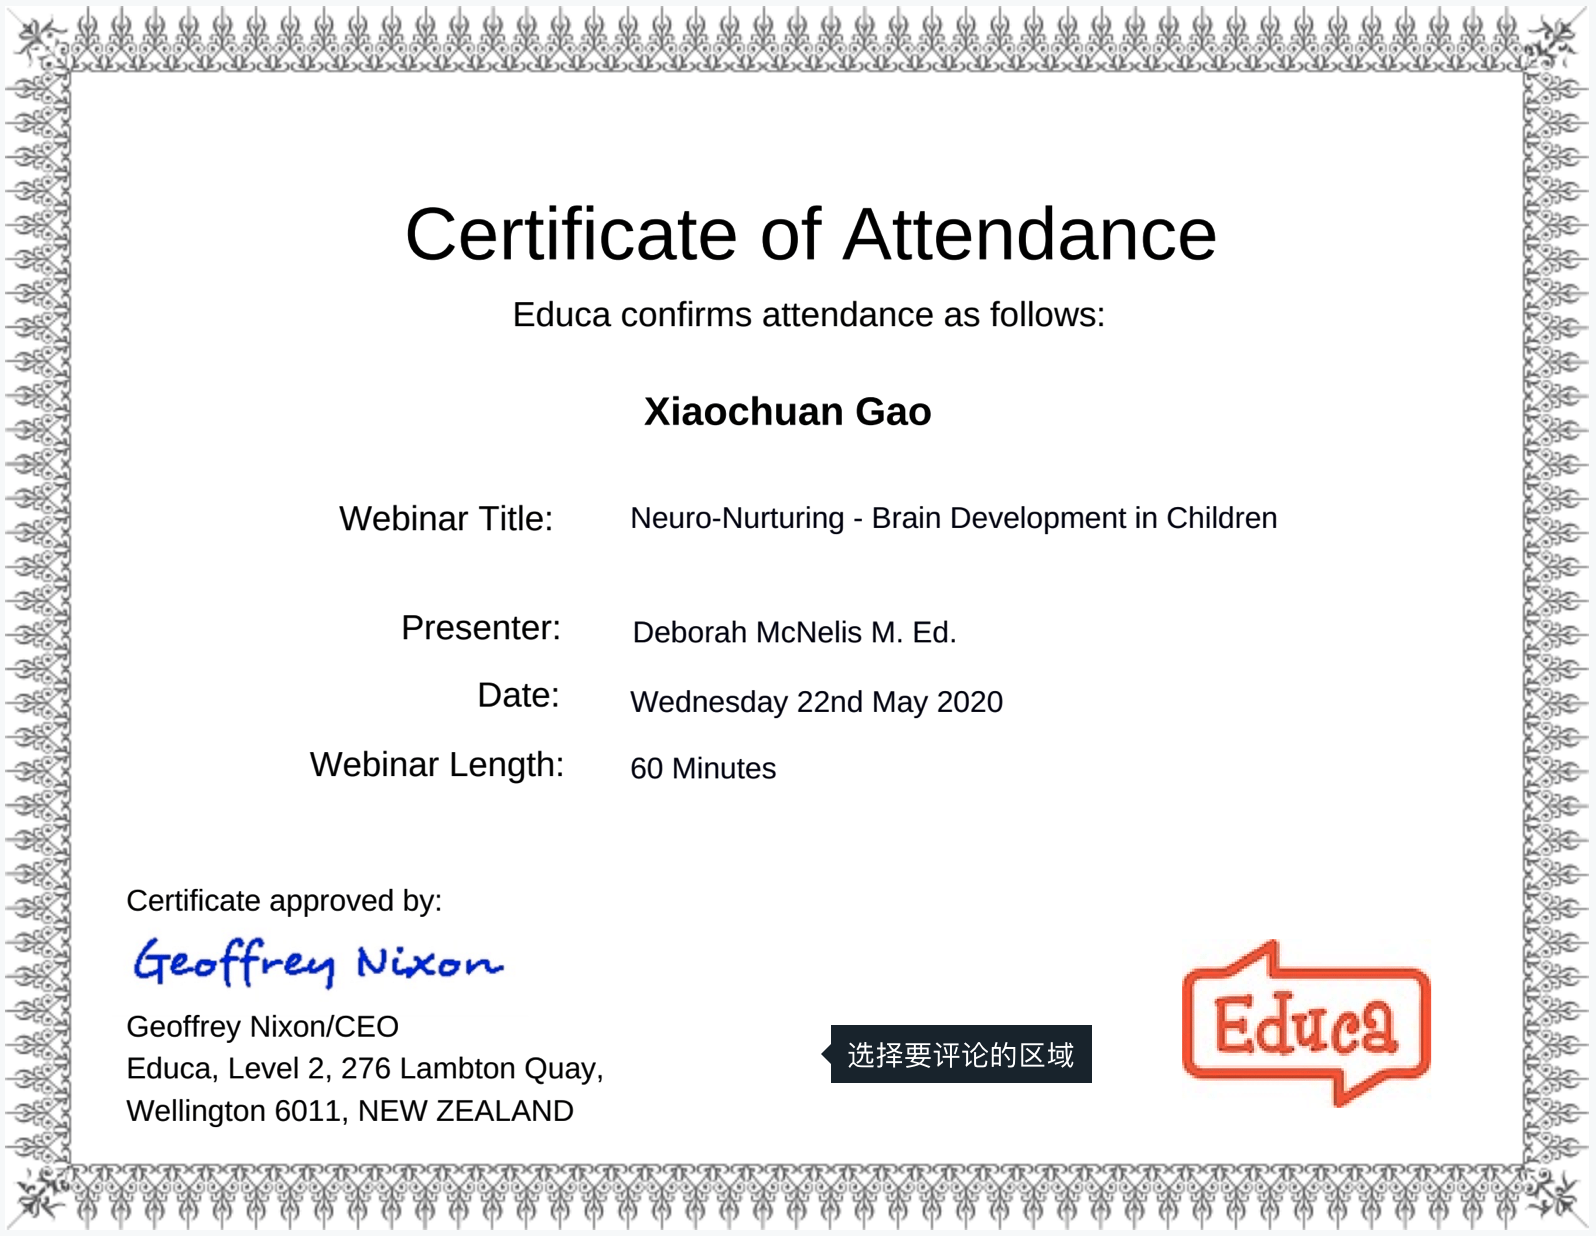 Certificate of Attendance
Educa confirms attendance as follows:
Xiaochuan Gao
Webinar Title: Neuro-Nurturing - Brain Development in Children
Presenter: Deborah McNelis M. Ed.
Date: Wednesday 22nd May 2020
Webinar Length: 60 Minutes
Certificate approved by:
Geoffrey Nixon
Geoffrey Nixon/CEO
Educa, Level 2, 276 Lambton Quay,
Wellington 6011, NEW ZEALAND
选择要评论的区域
Educa